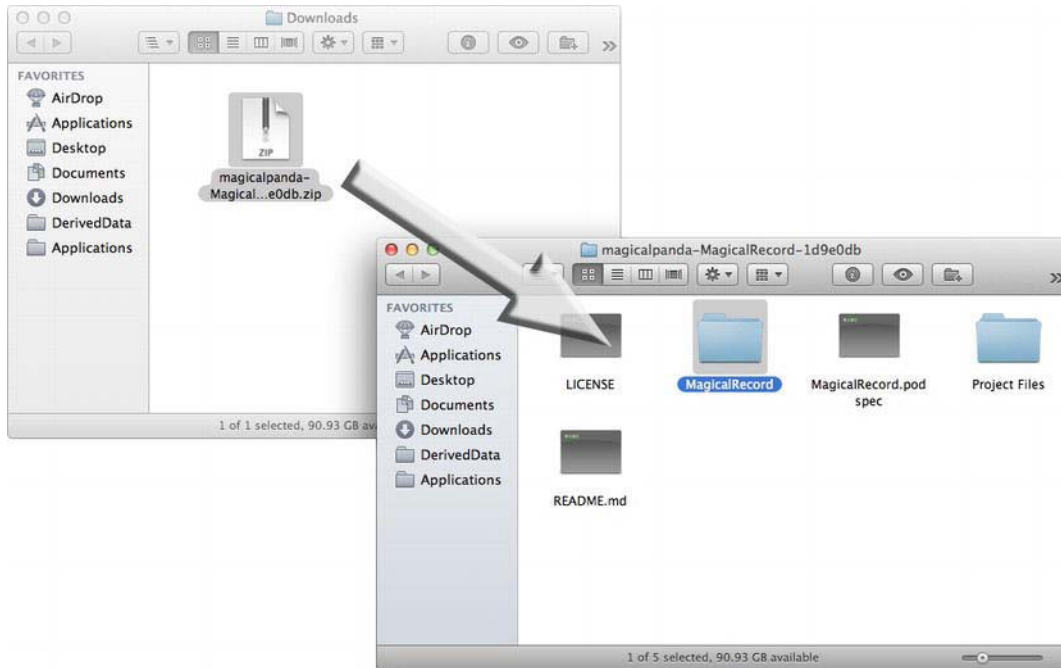 Downloads
FAVORITES
AirDrop
Applications
Desktop
Documents
Downloads
DerivedData
Applications
ZIP
magicalpanda-
Magical...e0db.zip
1 of 1 selected, 90.93 GB av
magicalpanda-MagicalRecord-1d9e0db
FAVORITES
AirDrop
Applications
Desktop
Documents
Downloads
DerivedData
Applications
LICENSE
MagicalRecord
MagicalRecord.pod
spec
Project Files
README.md
1 of 5 selected, 90.93 GB available